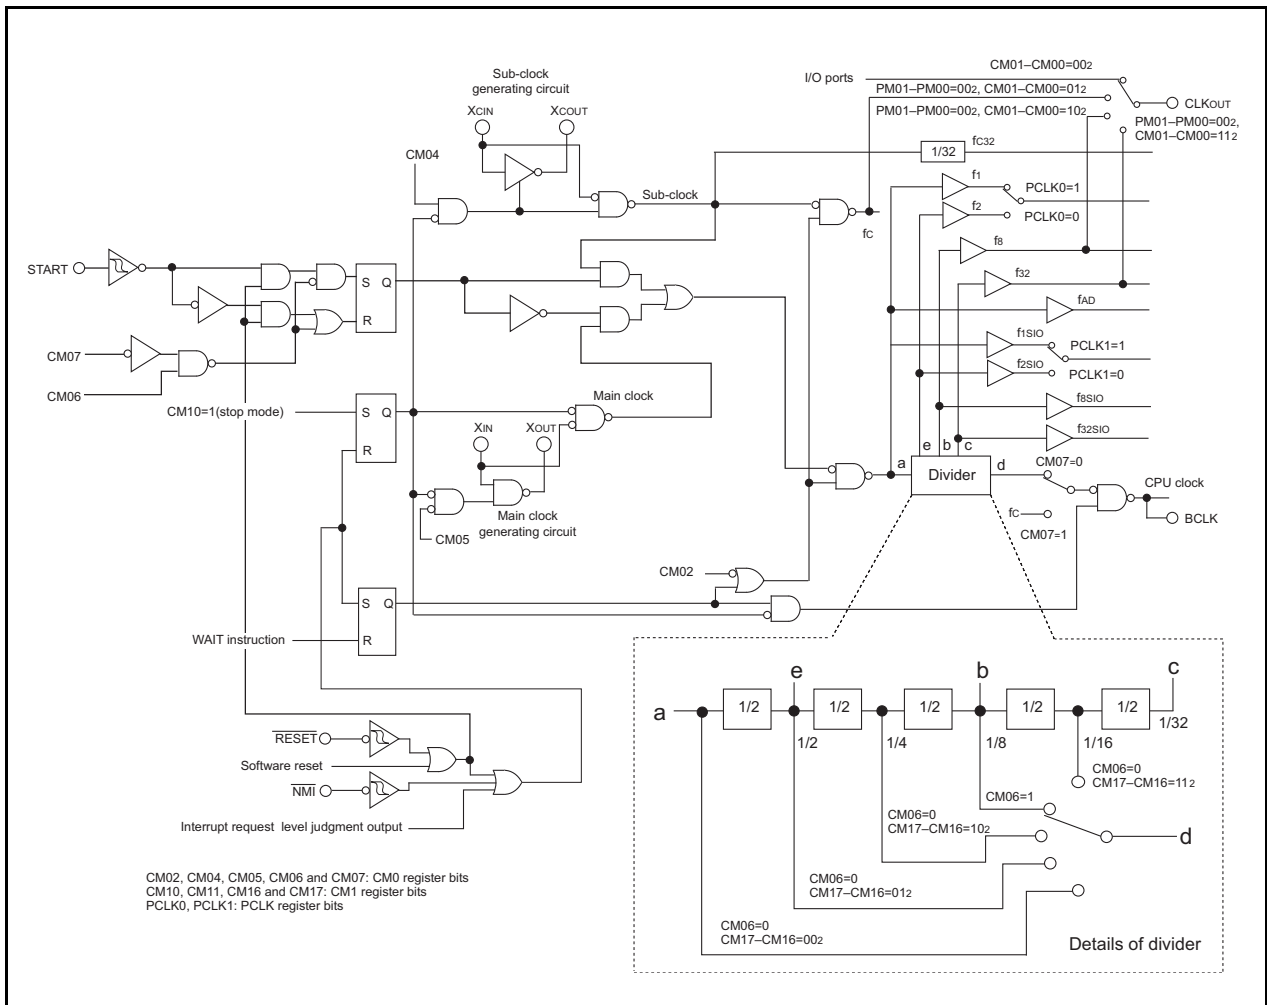 Sub-clock
generating circuit
XCIN
XCOUT
I/O ports
CM01–CM00=002
PM01–PM00=002, CM01–CM00=012
PM01–PM00=002, CM01–CM00=102
CLKOUT
PM01–PM00=002,
CM01–CM00=112
CM04
1/32
fC32
f1
PCLK0=1
f2
PCLK0=0
Sub-clock
fC
f8
START
S Q
R
f32
fAD
CM07
f1SIO
PCLK1=1
f2SIO
PCLK1=0
CM06
Main clock
CM10=1(stop mode)
S Q
R
XIN
XOUT
f8SIO
f32SIO
e
b
c
a
Divider
d
CM07=0
CPU clock
fC
BCLK
CM07=1
Main clock
generating circuit
CM05
CM02
S Q
R
WAIT instruction
e
b
c
a
1/2
1/2
1/2
1/2
1/2
1/2
1/4
1/8
1/16
1/32
RESET
Software reset
NMI
Interrupt request level judgment output
CM06=0
CM17–CM16=112
CM06=1
CM06=0
CM17–CM16=102
d
CM06=0
CM17–CM16=012
CM06=0
CM17–CM16=002
Details of divider
CM02, CM04, CM05, CM06 and CM07: CM0 register bits
CM10, CM11, CM16 and CM17: CM1 register bits
PCLK0, PCLK1: PCLK register bits